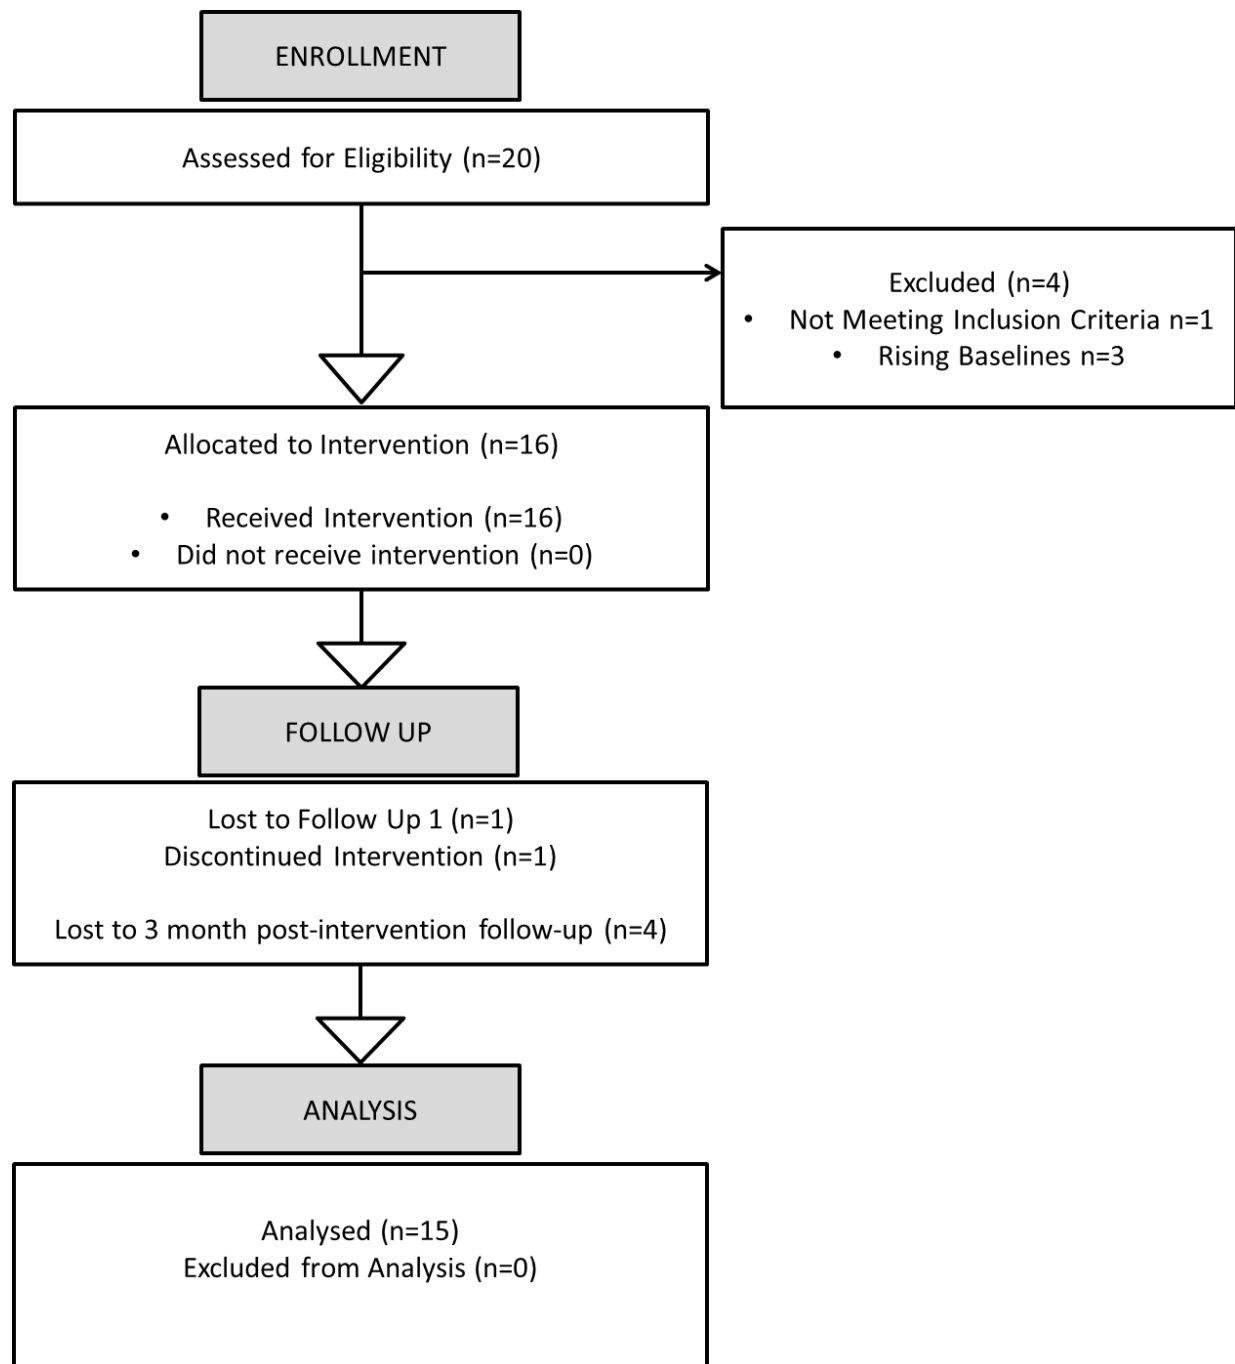 ENROLLMENT
Assessed for Eligibility (n=20)
Excluded (n=4)
• Not Meeting Inclusion Criteria n=1
• Rising Baselines n=3
Allocated to Intervention (n=16)
• Received Intervention (n=16)
• Did not receive intervention (n=0)
FOLLOW UP
Lost to Follow Up 1 (n=1)
Discontinued Intervention (n=1)
Lost to 3 month post-intervention follow-up (n=4)
ANALYSIS
Analysed (n=15)
Excluded from Analysis (n=0)